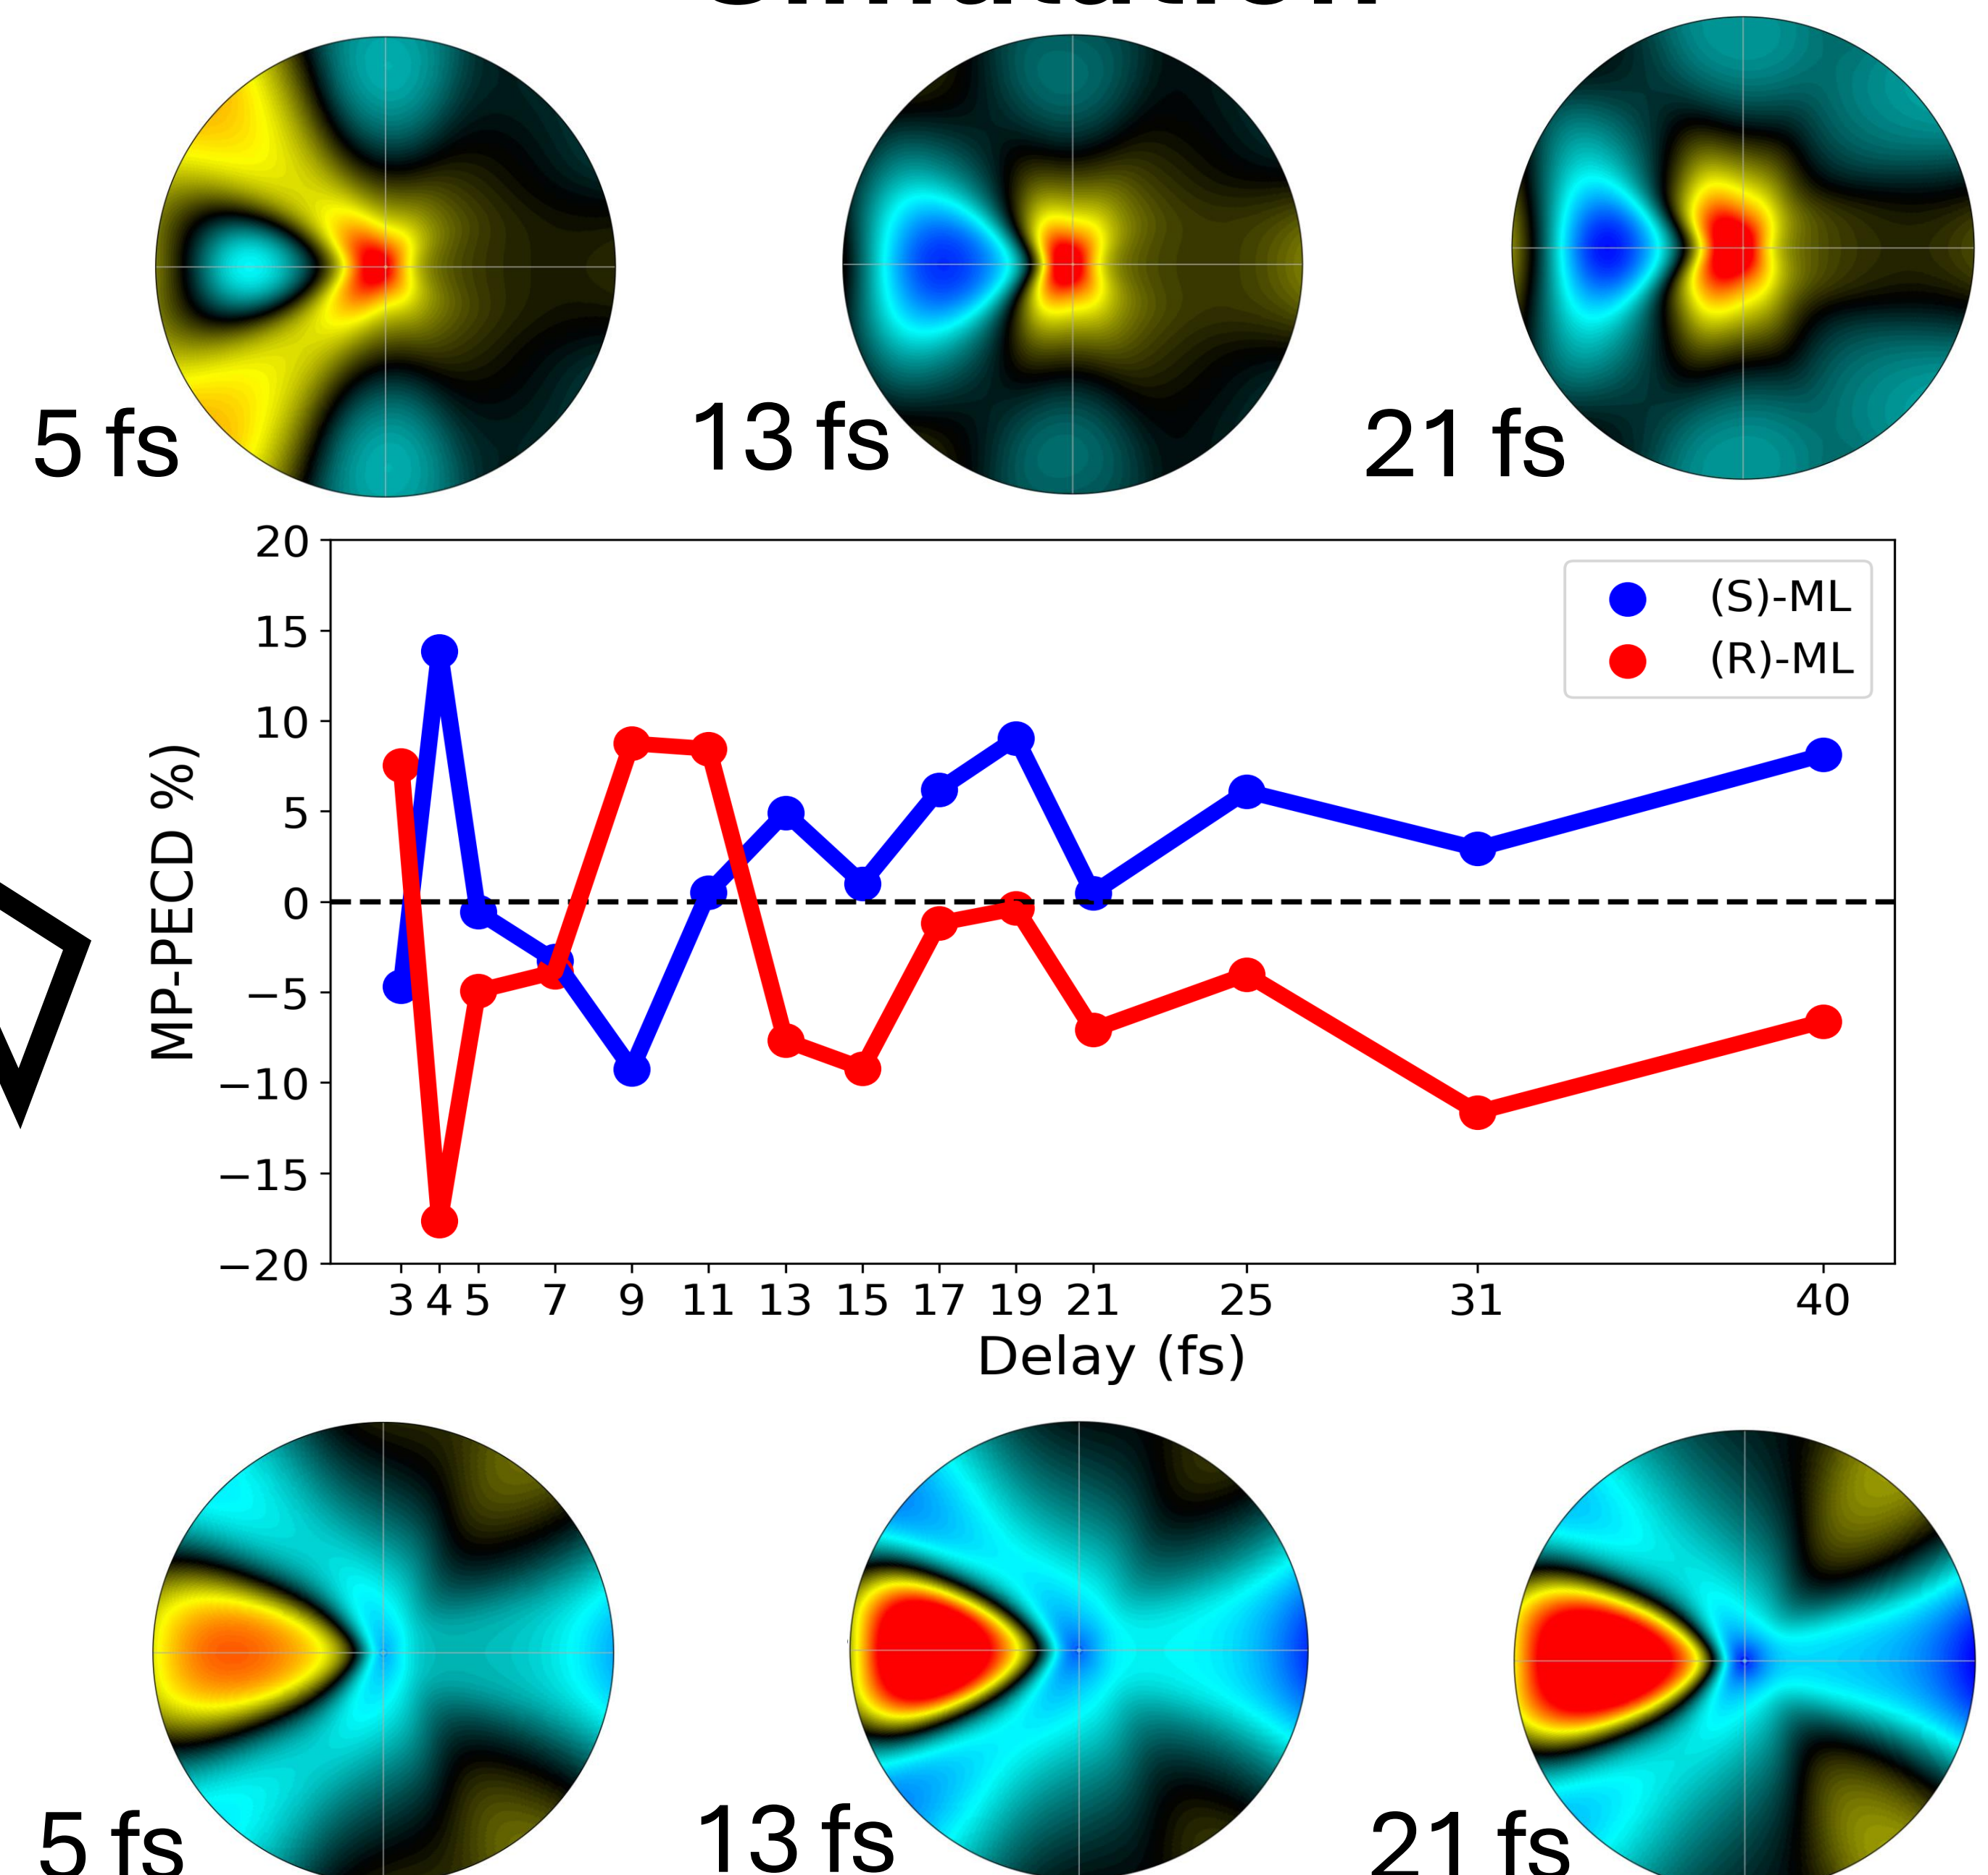 5 fs
13 fs
21 fs
20
15
10
5
0
−5
−10
−15
−20
MP-PECD %)
(S)-ML
(R)-ML
3 4 5 7 9 11 13 15 17 19 21 25 31 40
Delay (fs)
5 fs
13 fs
21 fs